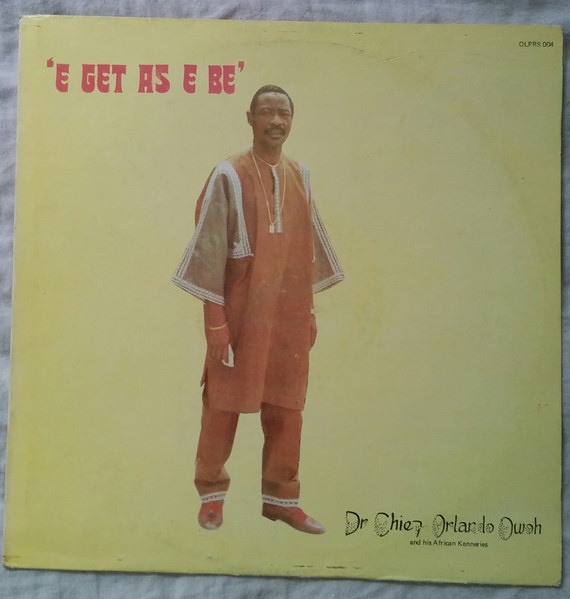 OLPRS 004
'E GET AS E BE'
Dr Chief Orlando Owoh
and his African Kenneries